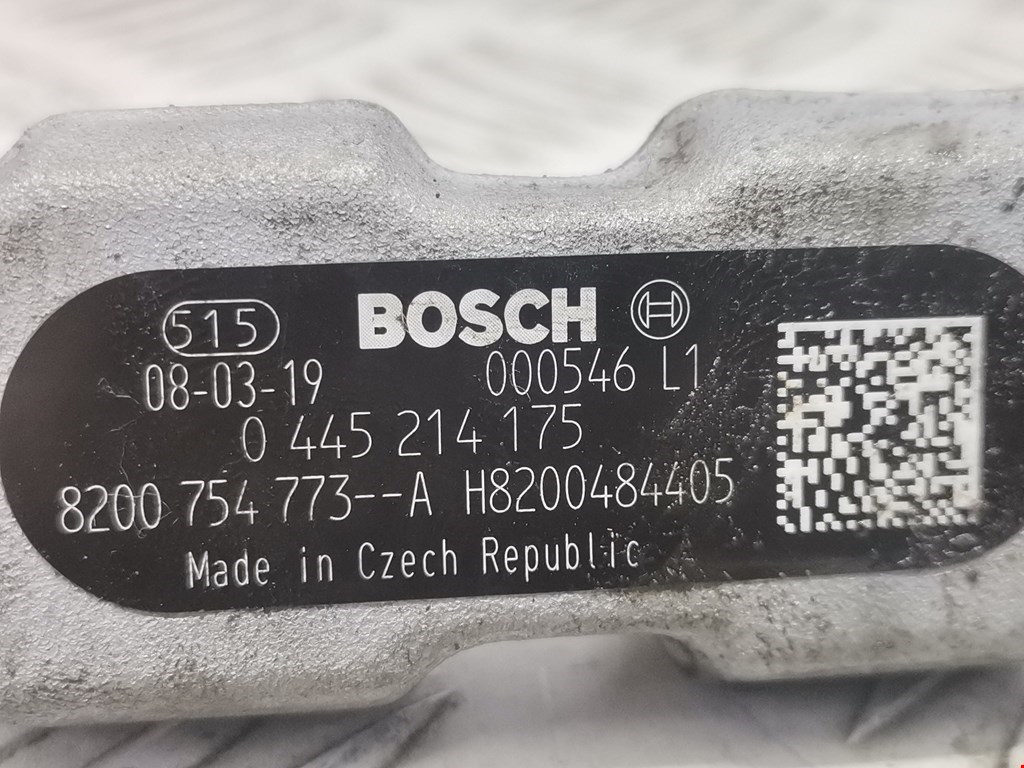 515 BOSCH
08-03-19 000546 L1
0 445 214 175
8200 754 773--A H8200484405
Made in Czech Republic